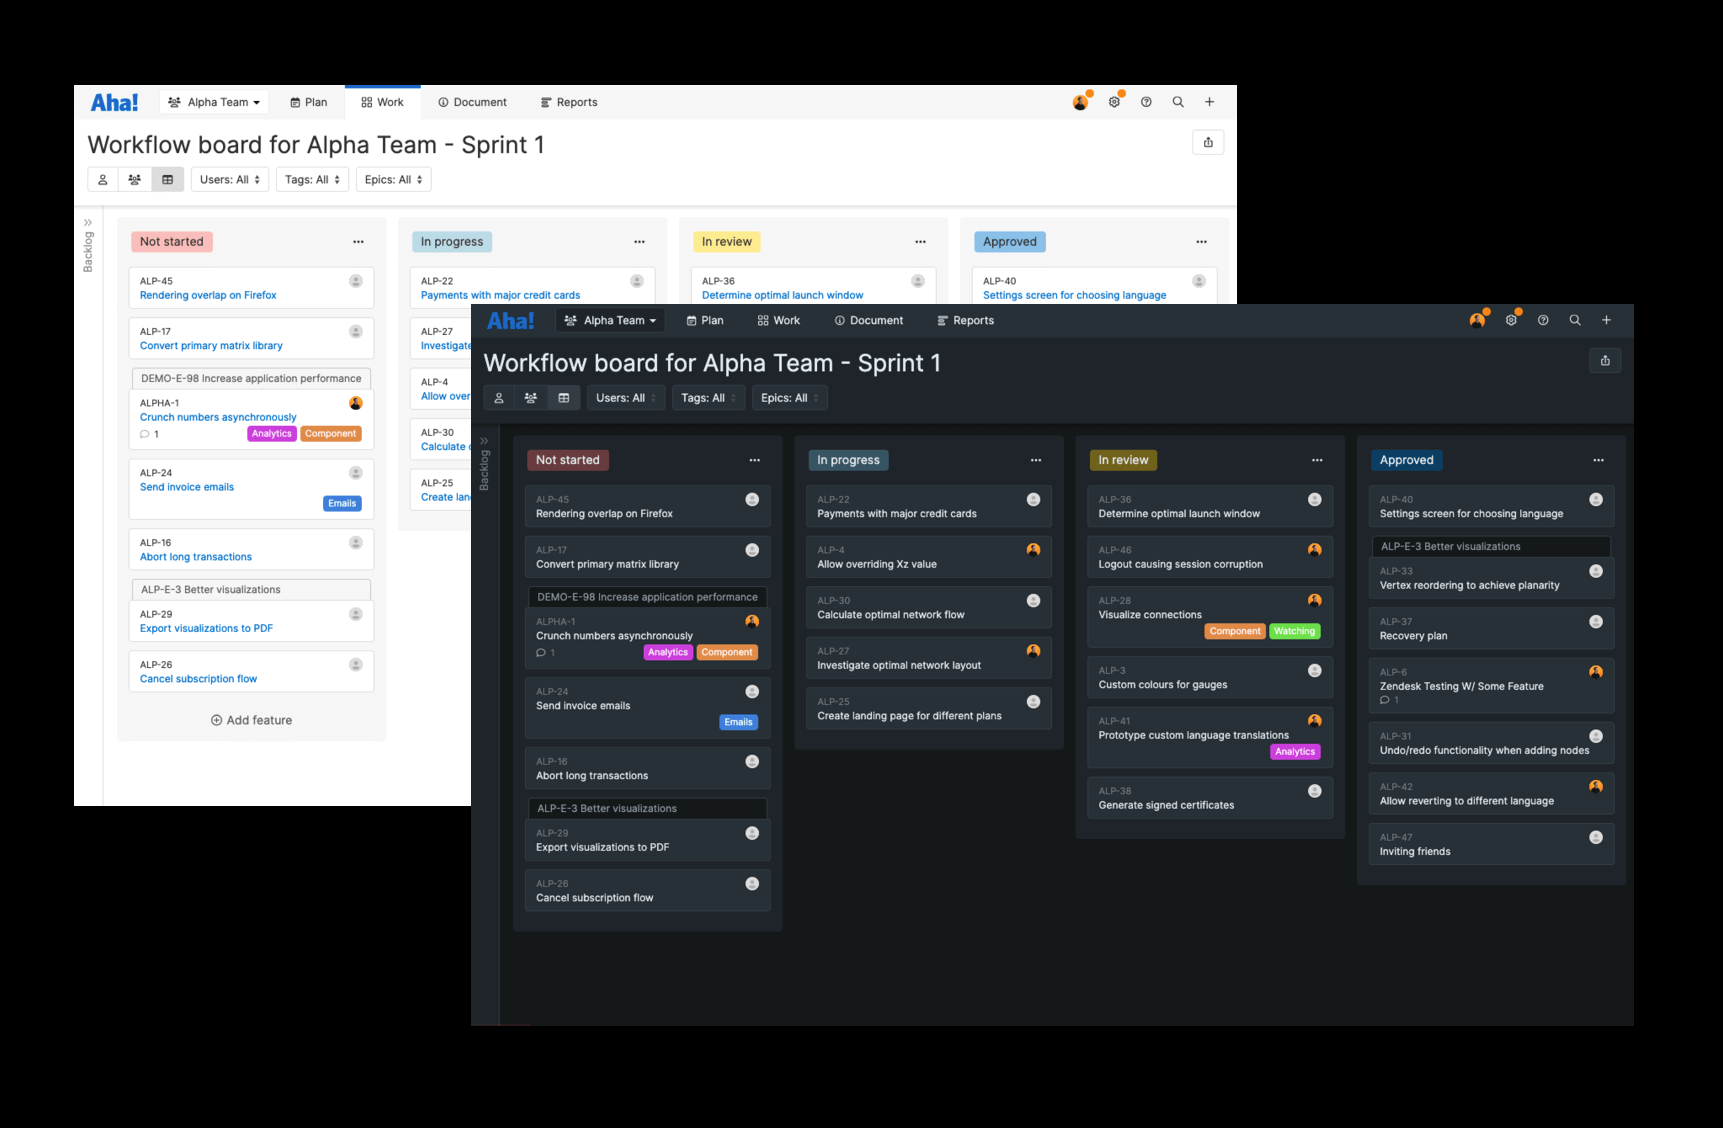 Aha!
Alpha Team
Plan
Work
Document
Reports
Workflow board for Alpha Team - Sprint 1
Users: All
Tags: All
Epics: All
Backlog
Not started
ALP-45
Rendering overlap on Firefox
ALP-17
Convert primary matrix library
DEMO-E-98 Increase application performance
ALPHA-1
Crunch numbers asynchronously
1
Analytics
Component
ALP-24
Send invoice emails
Emails
ALP-16
Abort long transactions
ALP-E-3 Better visualizations
ALP-29
Export visualizations to PDF
ALP-26
Cancel subscription flow
Add feature
In progress
ALP-22
Payments with major credit cards
ALP-27
Investigate
ALP-4
Allow over
ALP-30
Calculate
ALP-25
Create lan
In review
ALP-36
Determine optimal launch window
Approved
ALP-40
Settings screen for choosing language
Aha!
Alpha Team
Plan
Work
Document
Reports
Workflow board for Alpha Team - Sprint 1
Users: All
Tags: All
Epics: All
Backlog
Not started
ALP-45
Rendering overlap on Firefox
ALP-17
Convert primary matrix library
DEMO-E-98 Increase application performance
ALPHA-1
Crunch numbers asynchronously
1
Analytics
Component
ALP-24
Send invoice emails
Emails
ALP-16
Abort long transactions
ALP-E-3 Better visualizations
ALP-29
Export visualizations to PDF
ALP-26
Cancel subscription flow
In progress
ALP-22
Payments with major credit cards
ALP-4
Allow overriding Xz value
ALP-30
Calculate optimal network flow
ALP-27
Investigate optimal network layout
ALP-25
Create landing page for different plans
In review
ALP-36
Determine optimal launch window
ALP-46
Logout causing session corruption
ALP-28
Visualize connections
Component
Watching
ALP-3
Custom colours for gauges
ALP-41
Prototype custom language translations
Analytics
ALP-38
Generate signed certificates
Approved
ALP-40
Settings screen for choosing language
ALP-E-3 Better visualizations
ALP-33
Vertex reordering to achieve planarity
ALP-37
Recovery plan
ALP-6
Zendesk Testing W/ Some Feature
1
ALP-31
Undo/redo functionality when adding nodes
ALP-42
Allow reverting to different language
ALP-47
Inviting friends